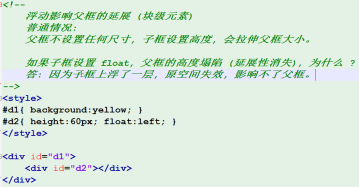 <!--
浮动影响父框的延展 (块级元素)
普通情况:
父框不设置任何尺寸，子框设置高度，会拉伸父框大小。
如果子框设置 float，父框的高度塌陷 (延展性消失)，为什么 ?
答: 因为子框上浮了一层，原空间失效，影响不了父框。
-->
<style>
#d1{ background:yellow; }
#d2{ height:60px; float:left; }
</style>
<div id="d1">
<div id="d2"></div>
</div>